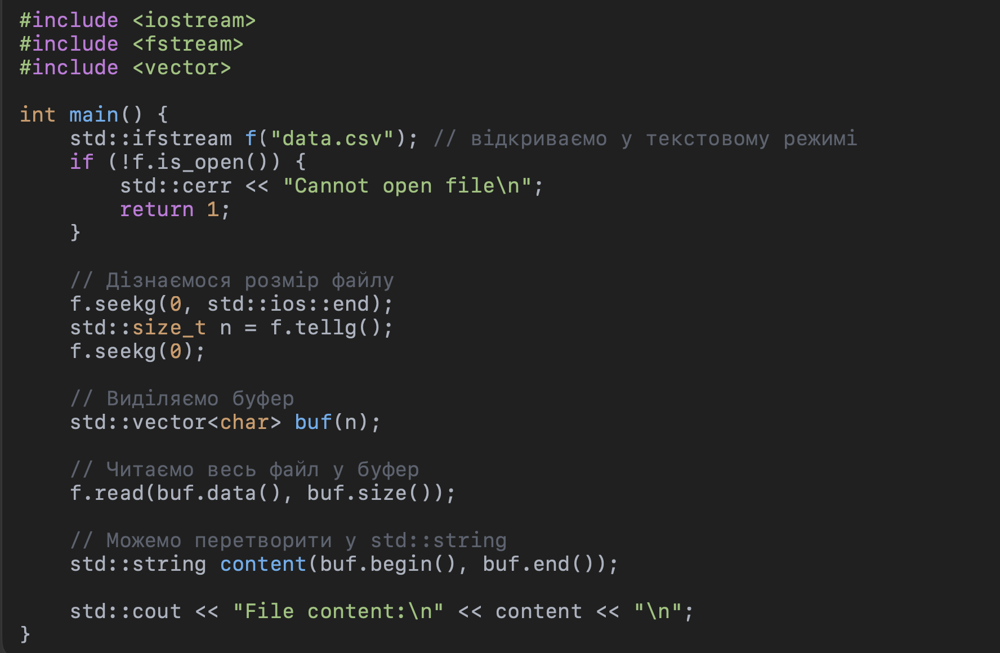 #include <iostream>
#include <fstream>
#include <vector>
int main() {
std::ifstream f("data.csv"); // відкриваємо у текстовому режимі
if (!f.is_open()) {
std::cerr << "Cannot open file\n";
return 1;
}
// Дізнаємося розмір файлу
f.seekg(0, std::ios::end);
std::size_t n = f.tellg();
f.seekg(0);
// Виділяємо буфер
std::vector<char> buf(n);
// Читаємо весь файл у буфер
f.read(buf.data(), buf.size());
// Можемо перетворити у std::string
std::string content(buf.begin(), buf.end());
std::cout << "File content:\n" << content << "\n";
}